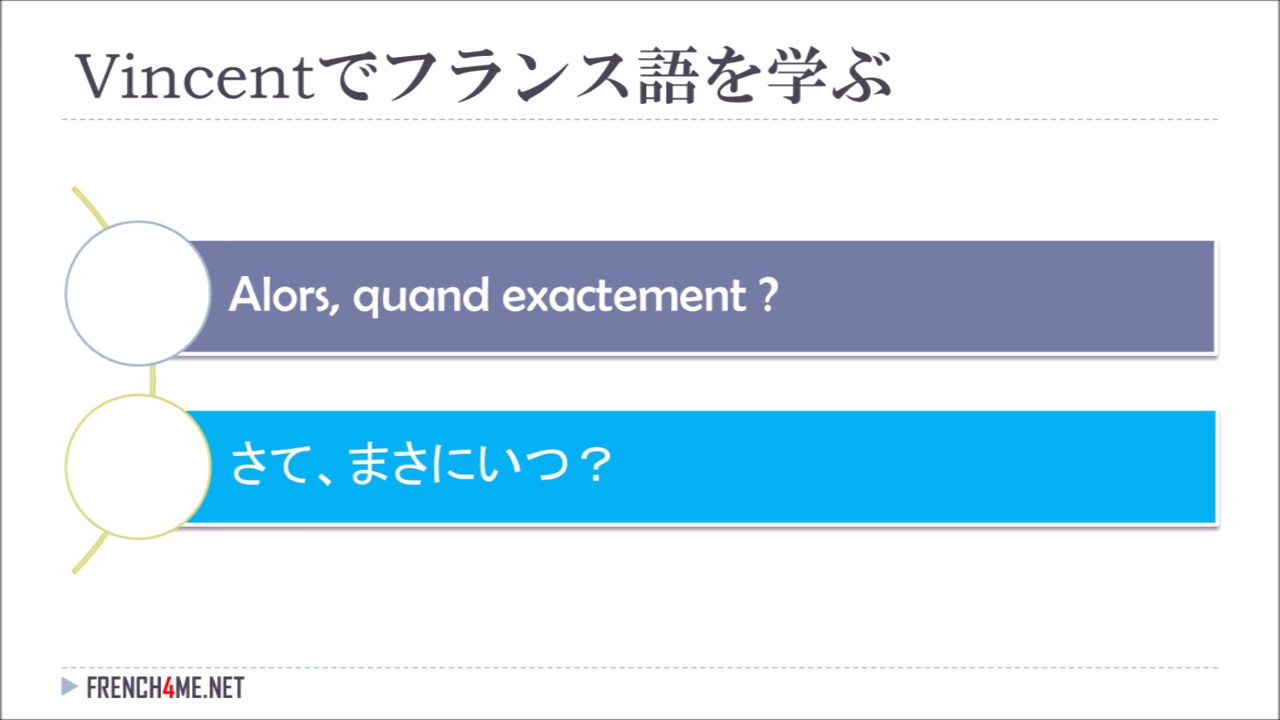 Vincentでフランス語を学ぶ
Alors, quand exactement ?
さて、まさにいつ？
FRENCH4ME.NET